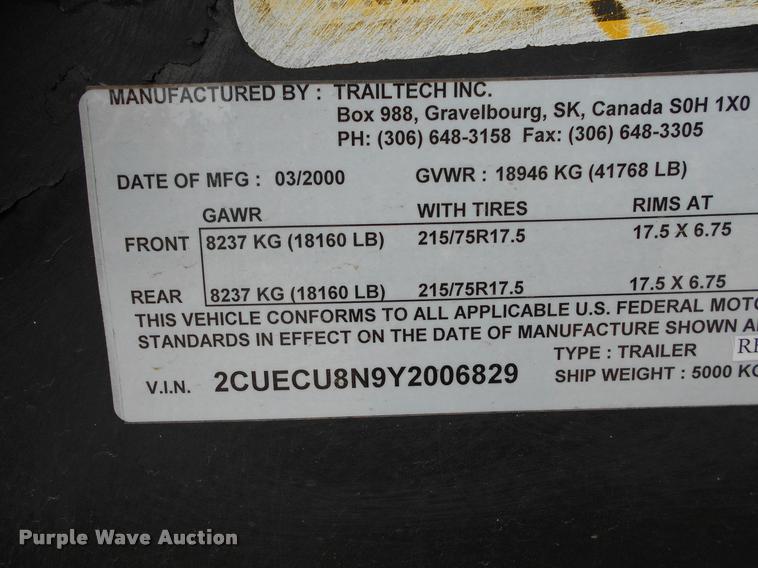 MANUFACTURED BY : TRAILTECH INC.
Box 988, Gravelbourg, SK, Canada S0H 1X0
PH: (306) 648-3158 Fax: (306) 648-3305
DATE OF MFG : 03/2000 GVWR : 18946 KG (41768 LB)
GAWR WITH TIRES RIMS AT
FRONT 8237 KG (18160 LB) 215/75R17.5 17.5 X 6.75
REAR 8237 KG (18160 LB) 215/75R17.5 17.5 X 6.75
THIS VEHICLE CONFORMS TO ALL APPLICABLE U.S. FEDERAL
STANDARDS IN EFFECT ON THE DATE OF MANUFACTURE SHOWN
TYPE : TRAILER
V.I.N. 2CUECU8N9Y2006829 SHIP WEIGHT : 5000 KG
Purple Wave Auction